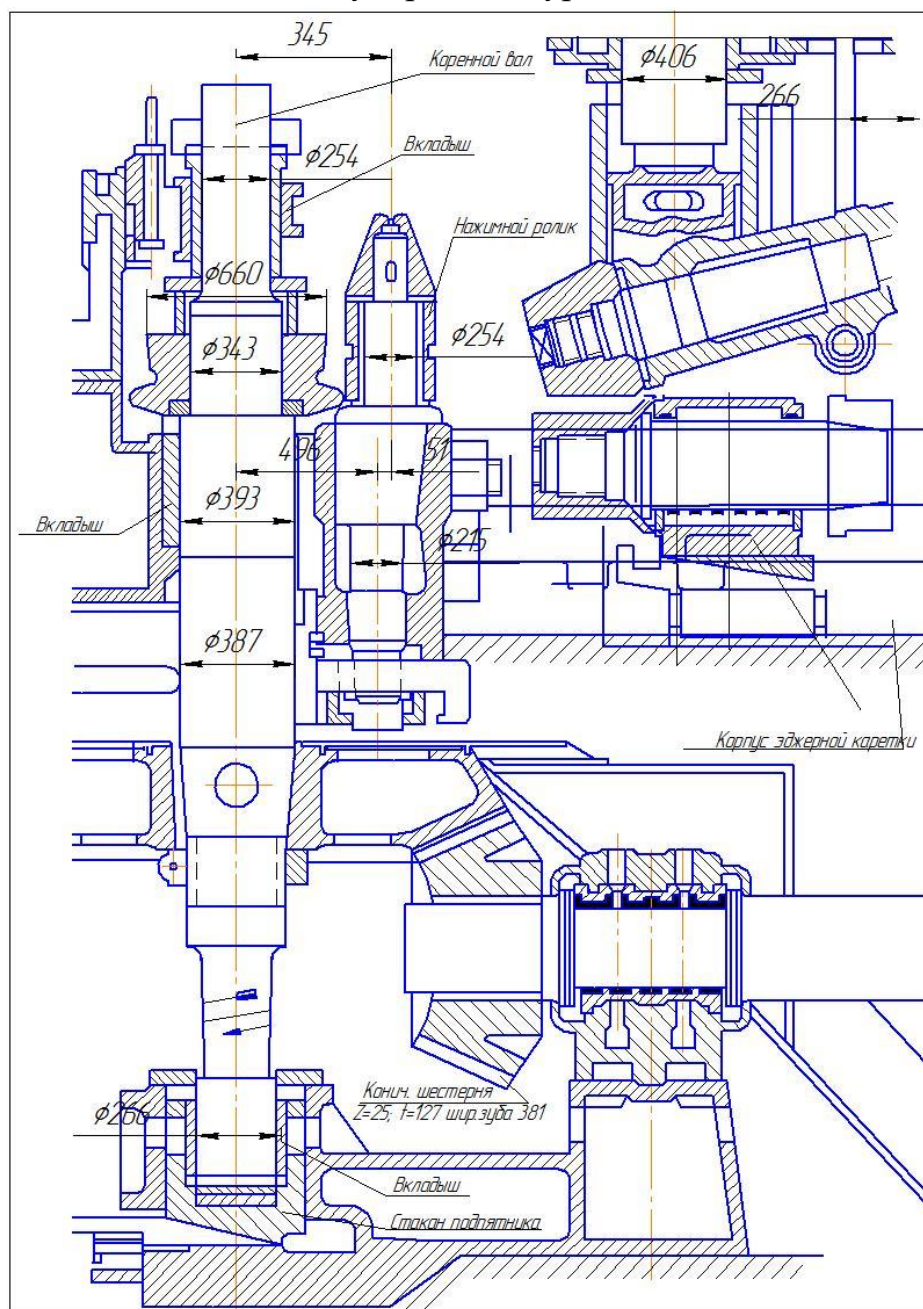 345
Коренной вал
ϕ406
266
ϕ254
Вкладыш
Нажимной ролик
ϕ660
ϕ254
ϕ343
496
51
ϕ393
Вкладыш
ϕ215
ϕ387
Корпус эджерной каретки
Конич. шестерня
Z=25; t=127 шир.зуба 381
ϕ266
Вкладыш
Стакан подпятника